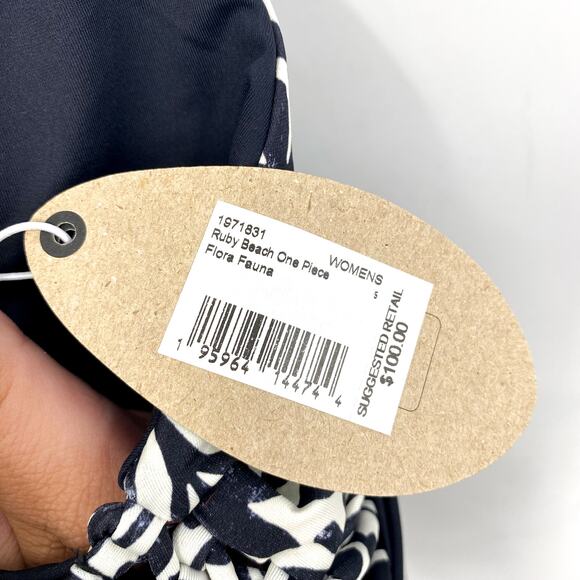 1971831
Ruby Beach One Piece
Flora Fauna
WOMENS
S
1 95964 14474 4
SUGGESTED RETAIL
$100.00